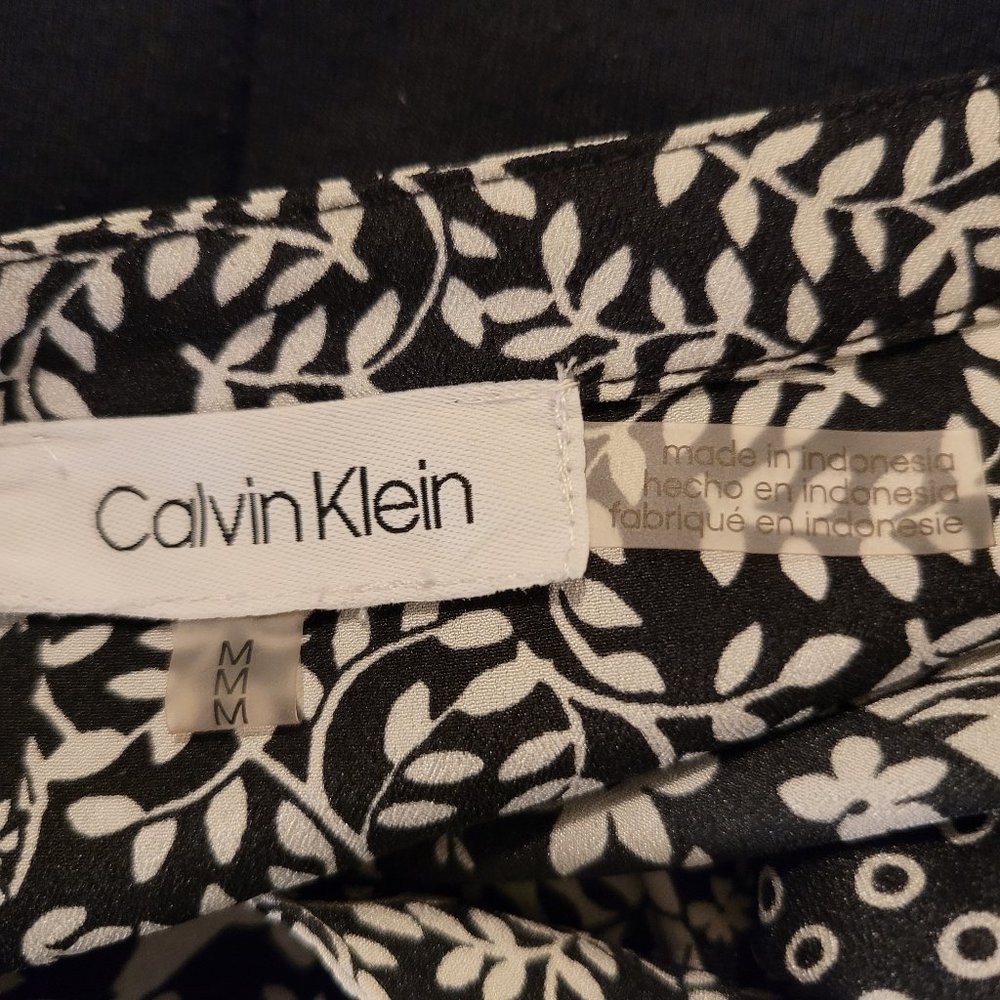 Calvin Klein
made in indonesia
hecho en indonesia
fabriqué en indonesie
M
M
M